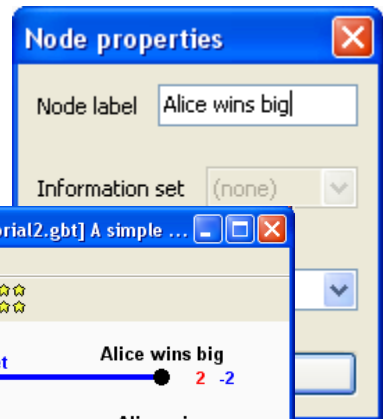 Node properties
Node label Alice wins big
Information set (none)
orial2.gbt] A simple ...
Alice wins big
2 -2